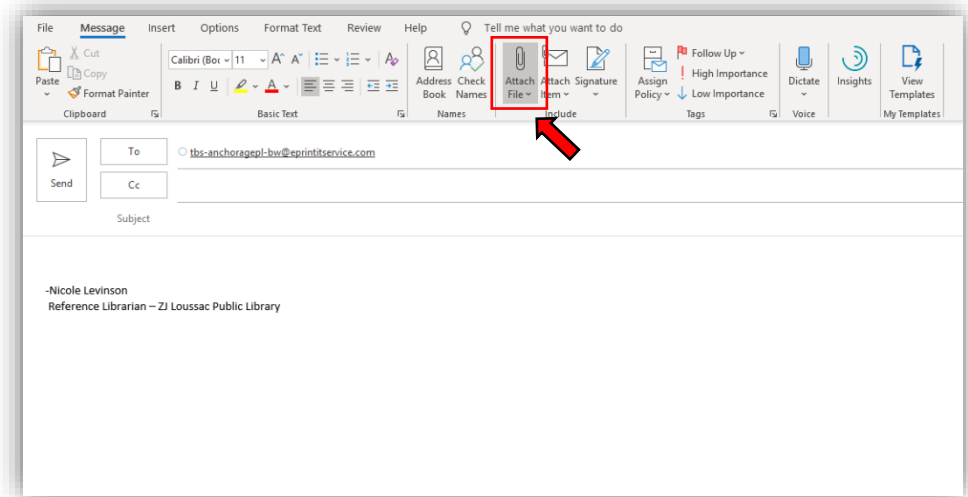 File Message Insert Options Format Text Review Help Tell me what you want to do
Paste
Cut
Copy
Format Painter
Clipboard
Calibri (Boc 11 A^ A˅
B I U A
Basic Text
Address Book
Check Names
Names
Attach File
Attach Item
Signature
Include
Assign Policy
Follow Up
High Importance
Low Importance
Tags
Dictate
Voice
Insights
View Templates
My Templates
Send
To tbs-anchoragepl-bw@eprintitservice.com
Cc
Subject
-Nicole Levinson
Reference Librarian – ZJ Loussac Public Library